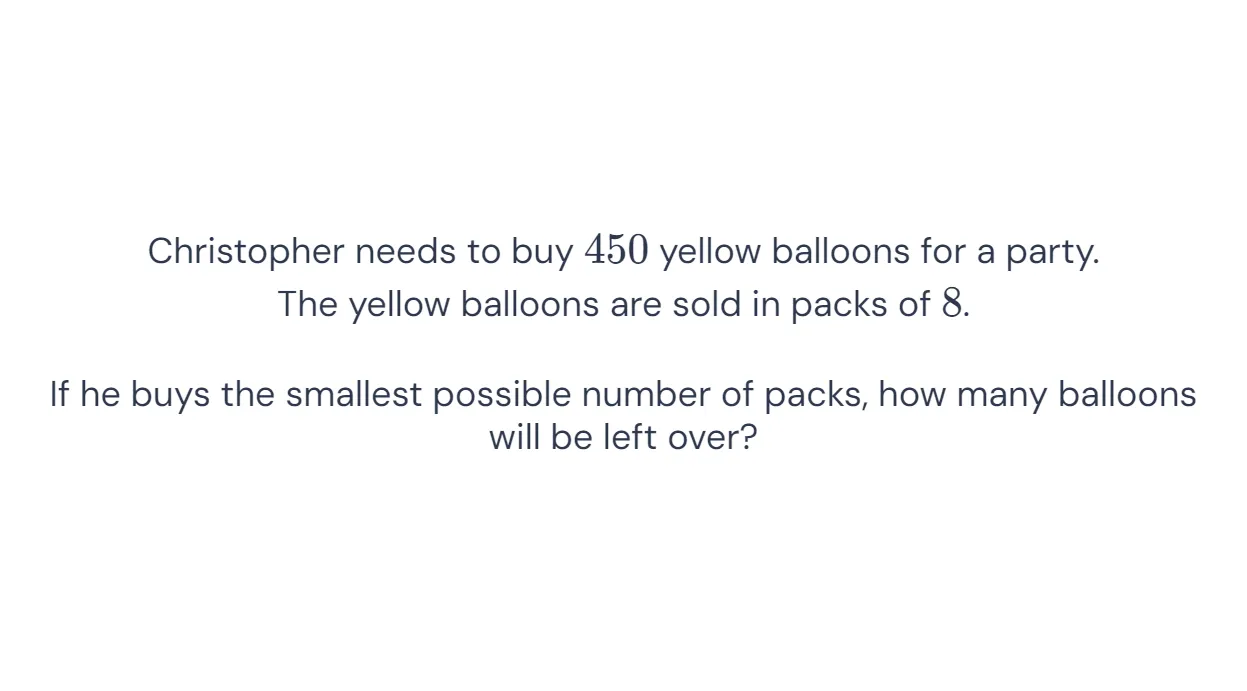 Christopher needs to buy 450 yellow balloons for a party.
The yellow balloons are sold in packs of 8.
If he buys the smallest possible number of packs, how many balloons
will be left over?